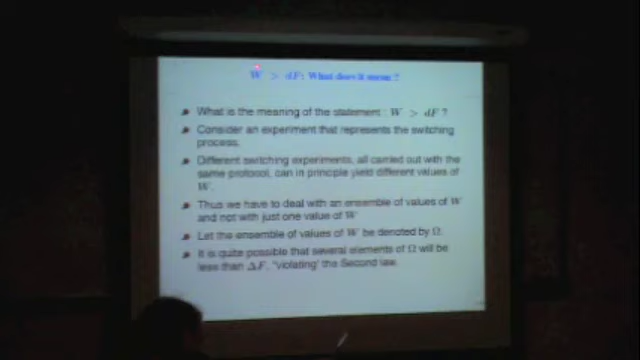 W > dF: What does it mean ?
What is the meaning of the statement : W > dF ?
Consider an experiment that represents the switching
process.
Different switching experiments, all carried out with the
same protocol, can in principle yield different values of
W.
Thus we have to deal with an ensemble of values of W
and not with just one value of W
Let the ensemble of values of W be denoted by Ω.
It is quite possible that several elements of Ω will be
less than ΔF, 'violating' the Second law.